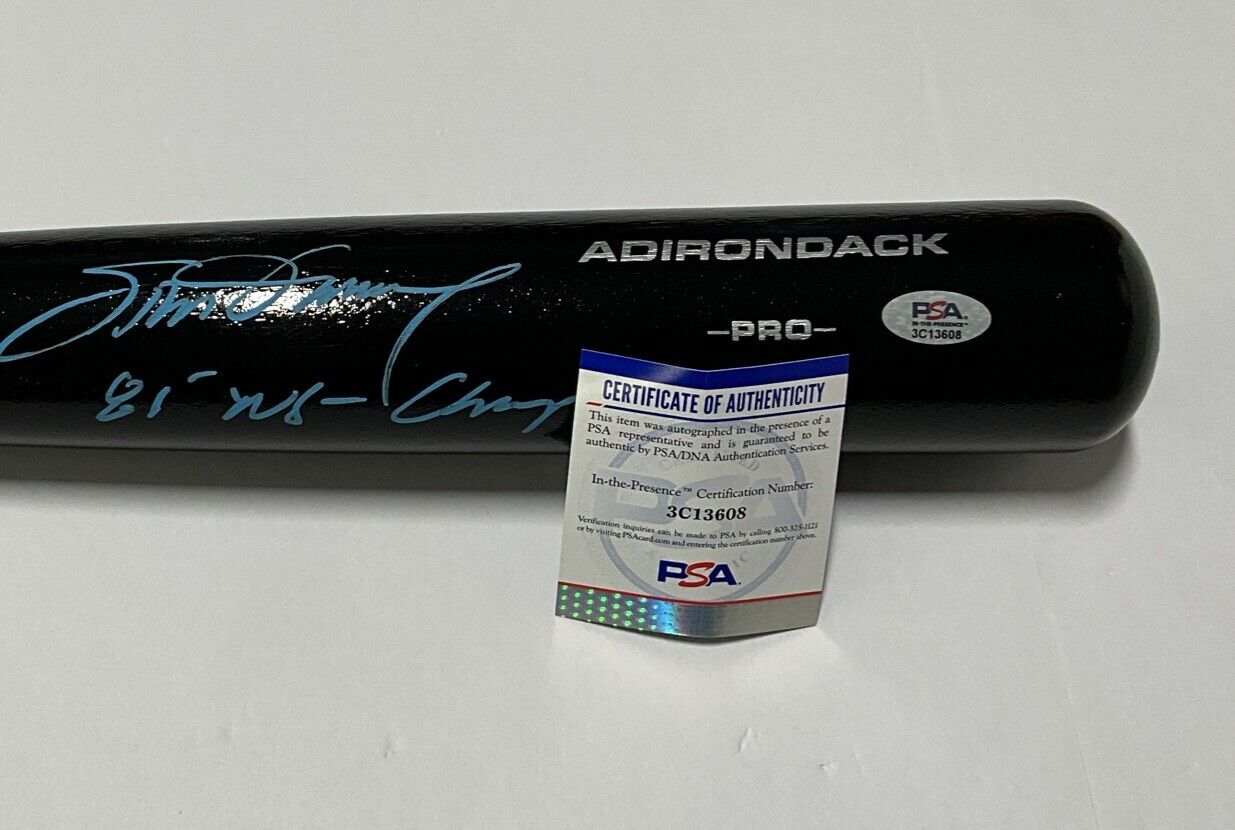 ADIRONDACK
-PRO-
PSA
IN-THE-PRESENCE™
3C13608
81' WS- Champ
CERTIFICATE OF AUTHENTICITY
This item was autographed in the presence of a
PSA representative and is guaranteed to be
authentic by PSA/DNA Authentication Services.
In-the-Presence™ Certification Number:
3C13608
Verification inquiries can be made to PSA by calling 800-325-1121
or by visiting PSAcard.com and entering the certification number above.
PSA